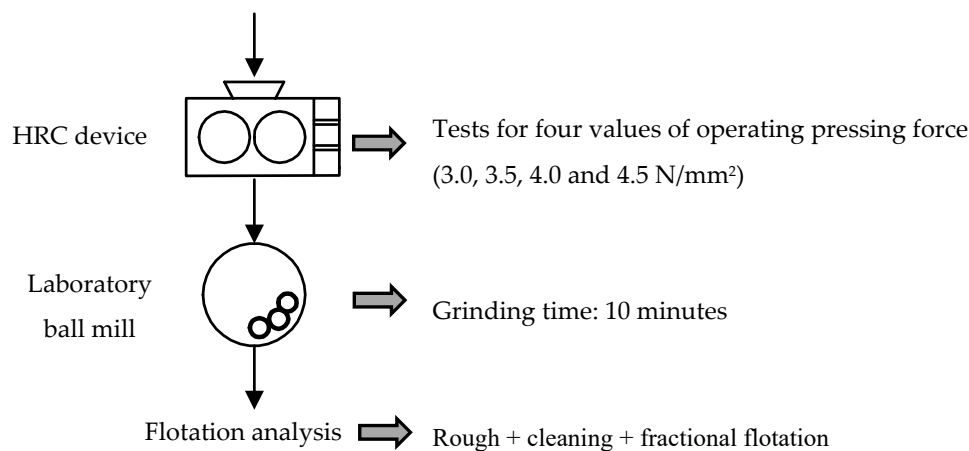 HRC device
Tests for four values of operating pressing force
(3.0, 3.5, 4.0 and 4.5 N/mm²)
Laboratory
ball mill
Grinding time: 10 minutes
Flotation analysis
Rough + cleaning + fractional flotation